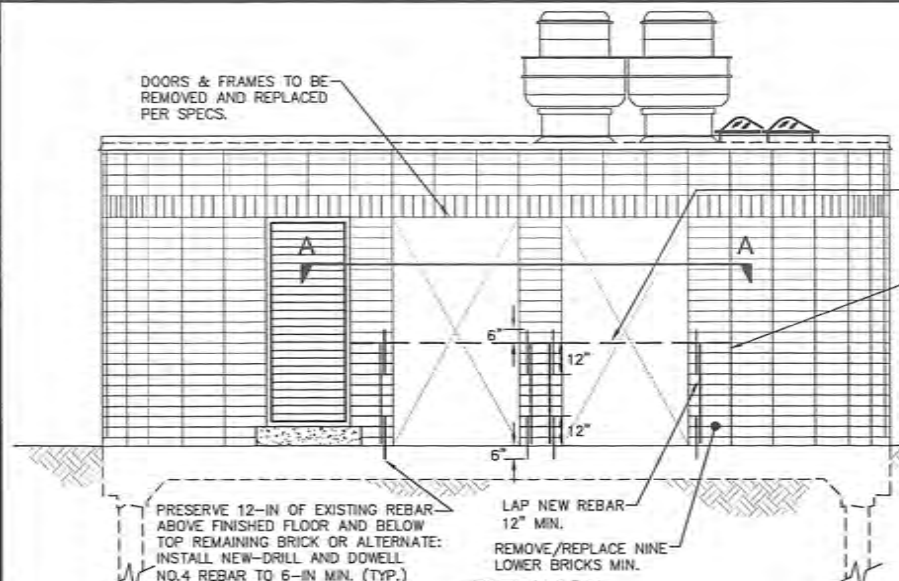 DOORS & FRAMES TO BE
REMOVED AND REPLACED
PER SPECS.
A
A
6"
12"
12"
6"
PRESERVE 12-IN OF EXISTING REBAR
ABOVE FINISHED FLOOR AND BELOW
TOP REMAINING BRICK OR ALTERNATE:
INSTALL NEW-DRILL AND DOWELL
NO.4 REBAR TO 6-IN MIN. (TYP.)
LAP NEW REBAR
12" MIN.
REMOVE/REPLACE NINE
LOWER BRICKS MIN.